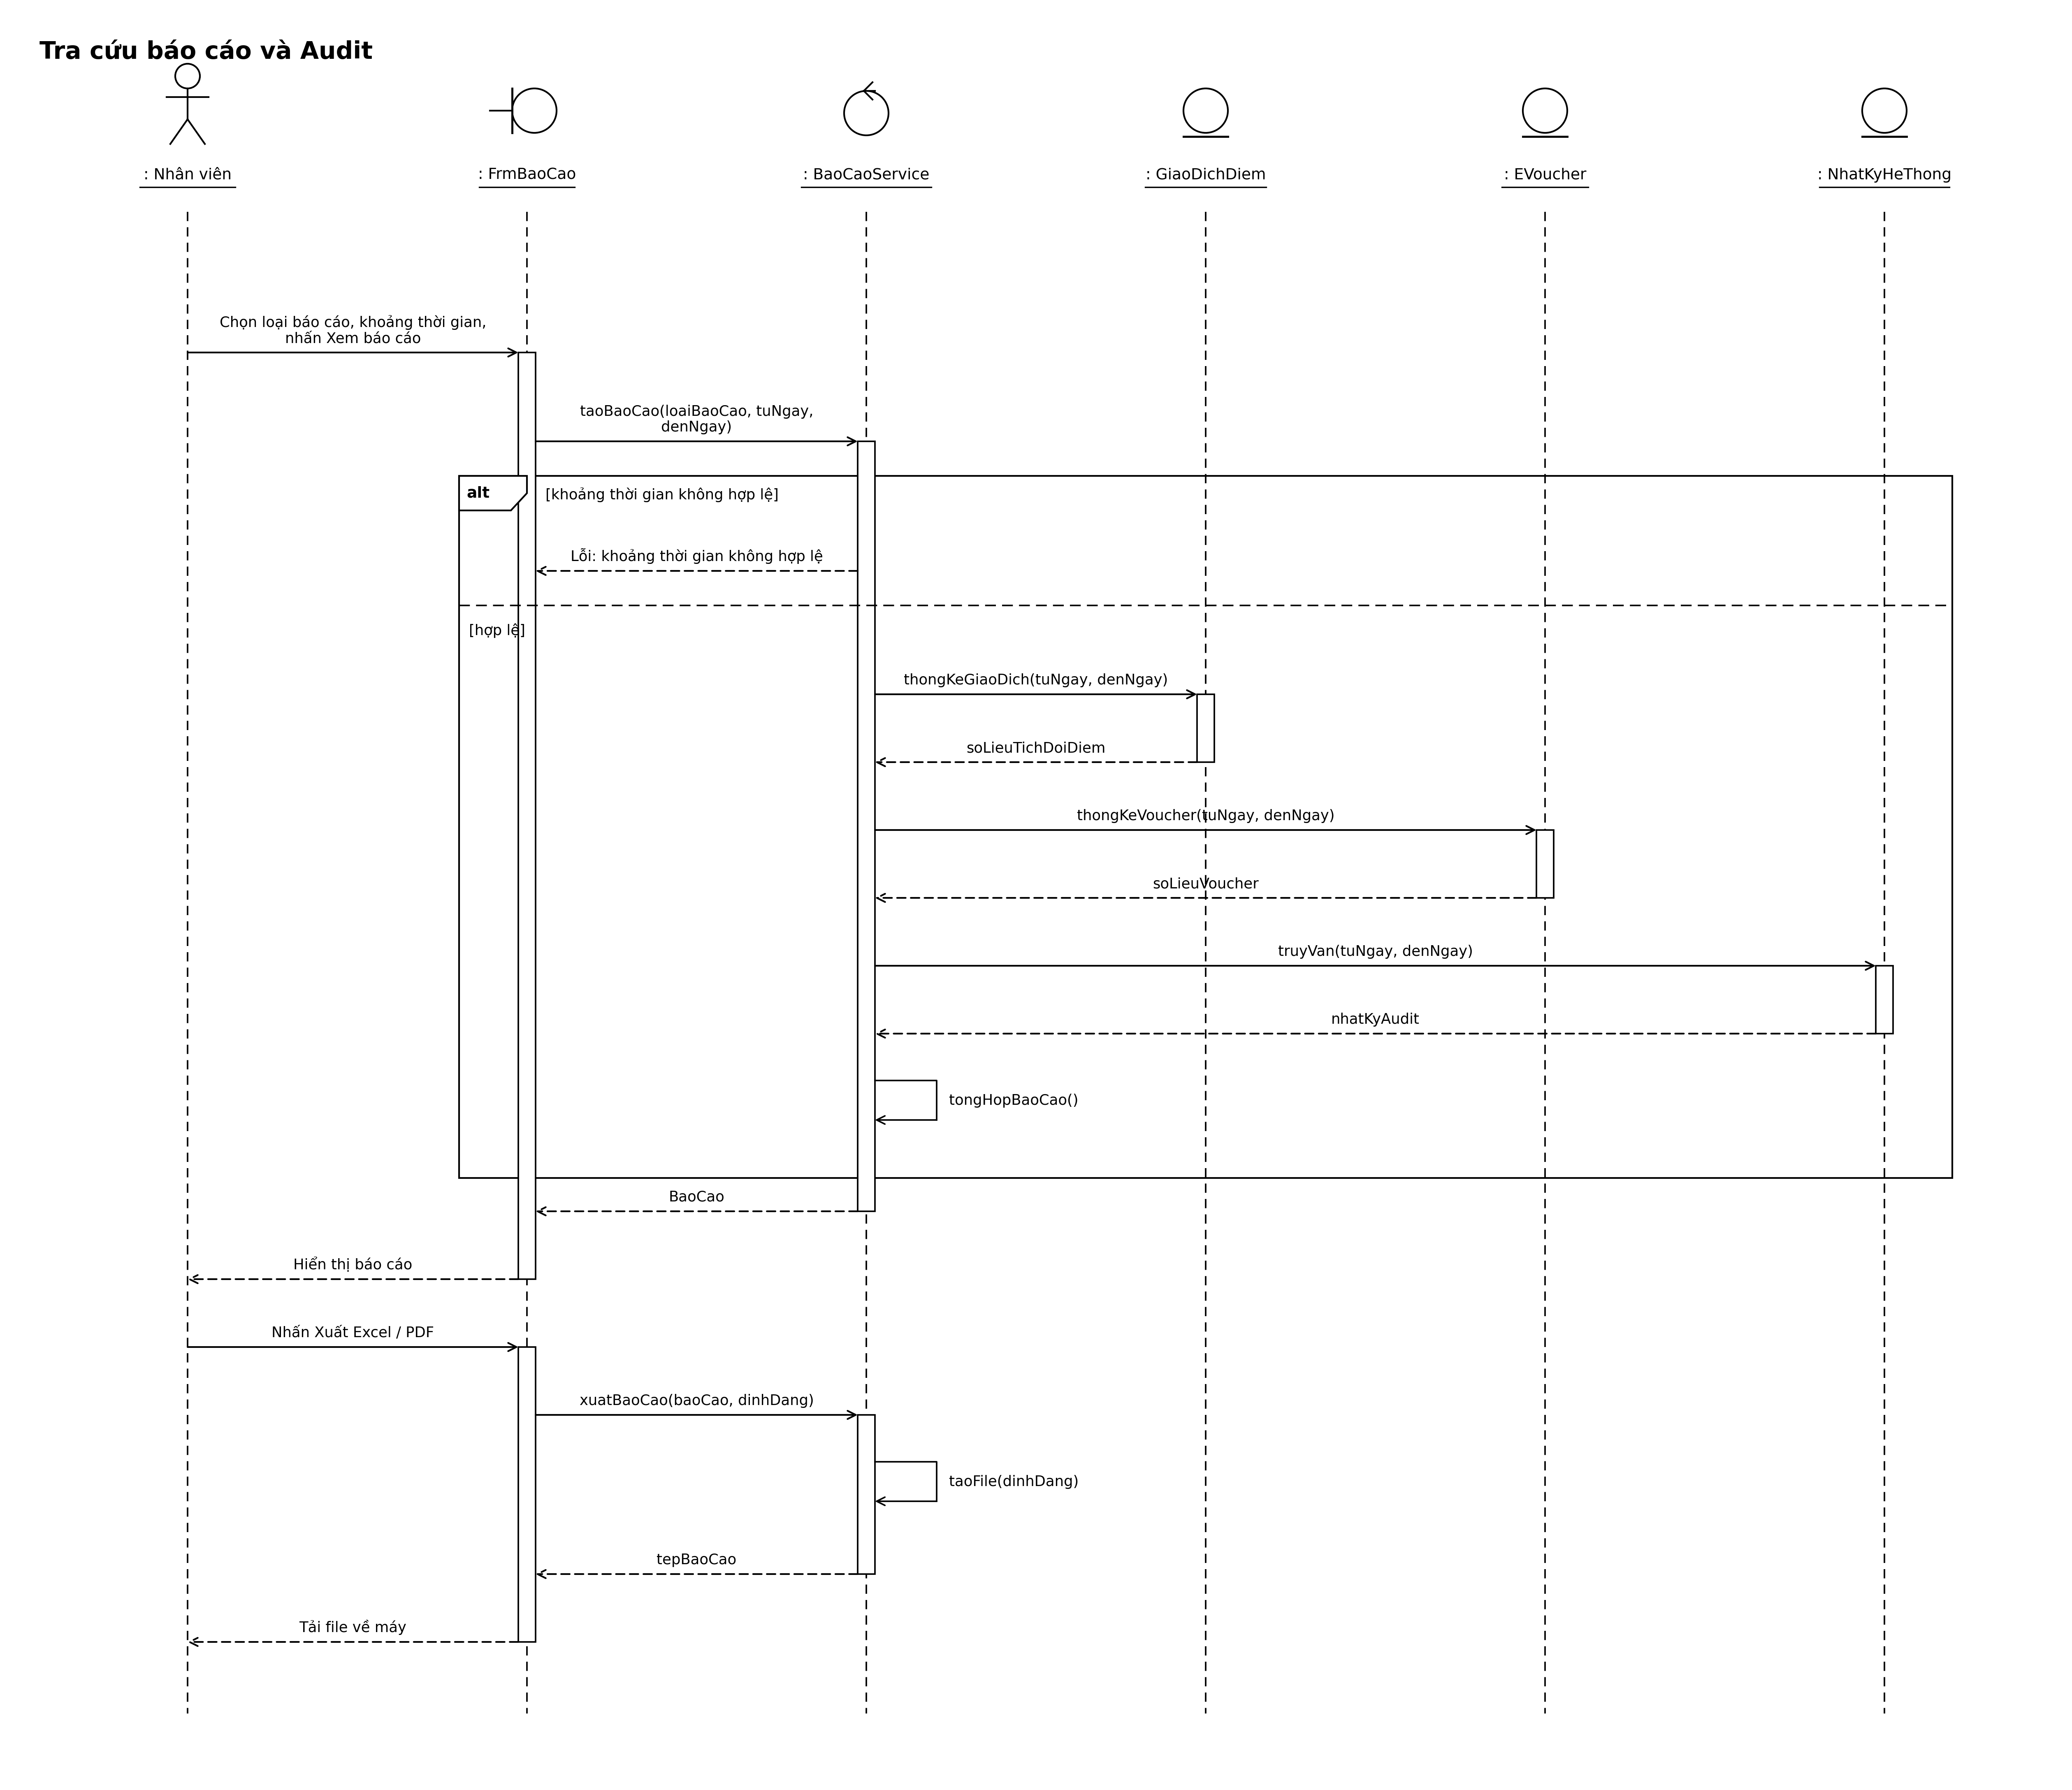 Tra cứu báo cáo và Audit
: Nhân viên
: FrmBaoCao
: BaoCaoService
: GiaoDichDiem
: EVoucher
: NhatKyHeThong
Chọn loại báo cáo, khoảng thời gian,
nhấn Xem báo cáo
taoBaoCao(loaiBaoCao, tuNgay,
denNgay)
alt
[khoảng thời gian không hợp lệ]
Lỗi: khoảng thời gian không hợp lệ
[hợp lệ]
thongKeGiaoDich(tuNgay, denNgay)
soLieuTichDoiDiem
thongKeVoucher(tuNgay, denNgay)
soLieuVoucher
truyVan(tuNgay, denNgay)
nhatKyAudit
tongHopBaoCao()
BaoCao
Hiển thị báo cáo
Nhấn Xuất Excel / PDF
xuatBaoCao(baoCao, dinhDang)
taoFile(dinhDang)
tepBaoCao
Tải file về máy